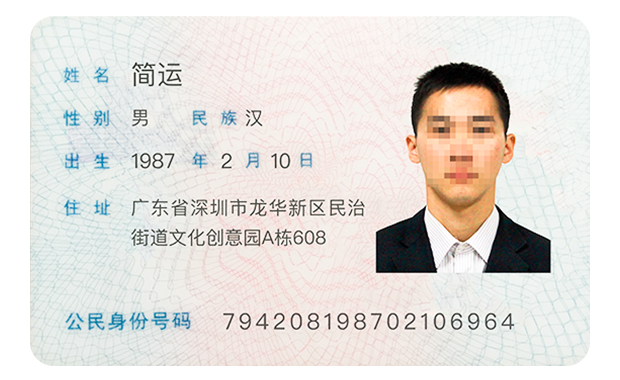 姓名 简运
性别 男 民族 汉
出生 1987 年 2 月 10 日
住址 广东省深圳市龙华新区民治
街道文化创意园A栋608
公民身份号码 794208198702106964